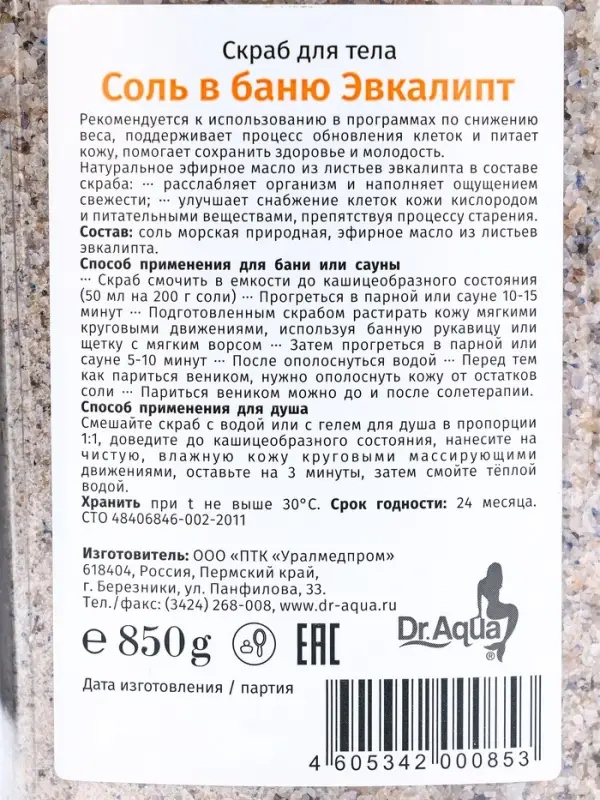 Скраб для тела
Соль в баню Эвкалипт
Рекомендуется к использованию в программах по снижению
веса, поддерживает процесс обновления клеток и питает
кожу, помогает сохранить здоровье и молодость.
Натуральное эфирное масло из листьев эвкалипта в составе
скраба: ··· расслабляет организм и наполняет ощущением
свежести; ··· улучшает снабжение клеток кожи кислородом
и питательными веществами, препятствуя процессу старения.
Состав: соль морская природная, эфирное масло из листьев
эвкалипта.
Способ применения для бани или сауны
··· Скраб смочить в емкости до кашицеобразного состояния
(50 мл на 200 г соли) ··· Прогреться в парной или сауне 10-15
минут ··· Подготовленным скрабом растирать кожу мягкими
круговыми движениями, используя банную рукавицу или
щетку с мягким ворсом ··· Затем прогреться в парной или
сауне 5-10 минут ··· После ополоснуться водой ··· Перед тем
как париться веником, нужно ополоснуть кожу от остатков
соли ··· Париться веником можно до и после солетерапии.
Способ применения для душа
Смешайте скраб с водой или с гелем для душа в пропорции
1:1, доведите до кашицеобразного состояния, нанесите на
чистую, влажную кожу круговыми массирующими
движениями, оставьте на 3 минуты, затем смойте тёплой
водой.
Хранить при t не выше 30°C. Срок годности: 24 месяца.
СТО 48406846-002-2011
Изготовитель: ООО «ПТК «Уралмедпром»
618404, Россия, Пермский край,
г. Березники, ул. Панфилова, 33.
Тел./факс: (3424) 268-008, www.dr-aqua.ru
℮ 850g EAC Dr.Aqua ®
Дата изготовления / партия
4 605342 000853